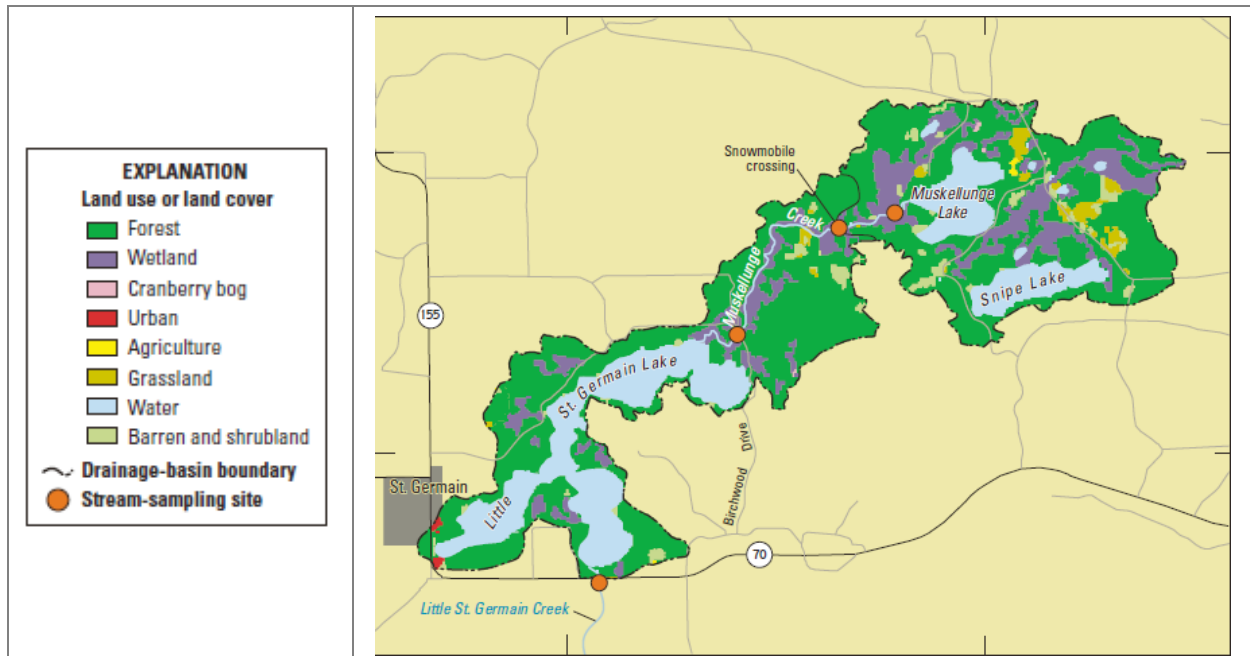 EXPLANATION
Land use or land cover
Forest
Wetland
Cranberry bog
Urban
Agriculture
Grassland
Water
Barren and shrubland
Drainage-basin boundary
Stream-sampling site
Snowmobile
crossing
Muskellunge
Lake
Creek
Muskellunge
Snipe Lake
155
St. Germain Lake
Little
St. Germain
Birchwood Drive
70
Little St. Germain Creek